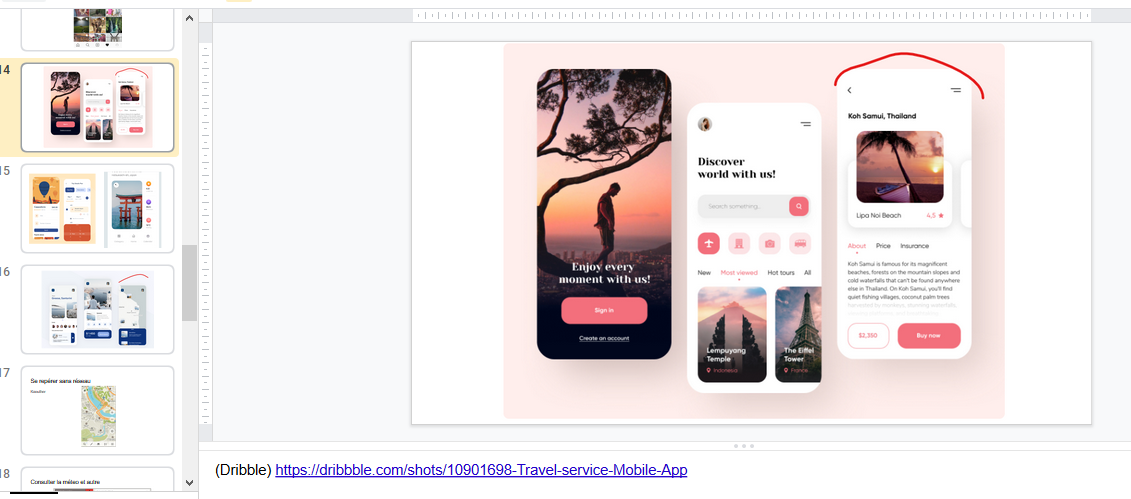 14
15
16
17
Se repérer sans réseau
18
Consulter la méteo et autre
Enjoy every
moment with us!
Sign in
Create an account
Discover
world with us!
Search something
New Most viewed Hot tours All
Lempuyang
Temple
Indonesia
The Eiffel
Tower
France
Koh Samui, Thailand
Lipa Noi Beach 4,5
About Price Insurance
Koh Samui is famous for its magnificent
beaches, forests on the mountain slopes and
cold waterfalls that can't be found anywhere
else in Thailand. On Koh Samui, you'll find
quiet fishing villages, coconut palm trees
$2,350
Buy now
(Dribble) https://dribbble.com/shots/10901698-Travel-service-Mobile-App